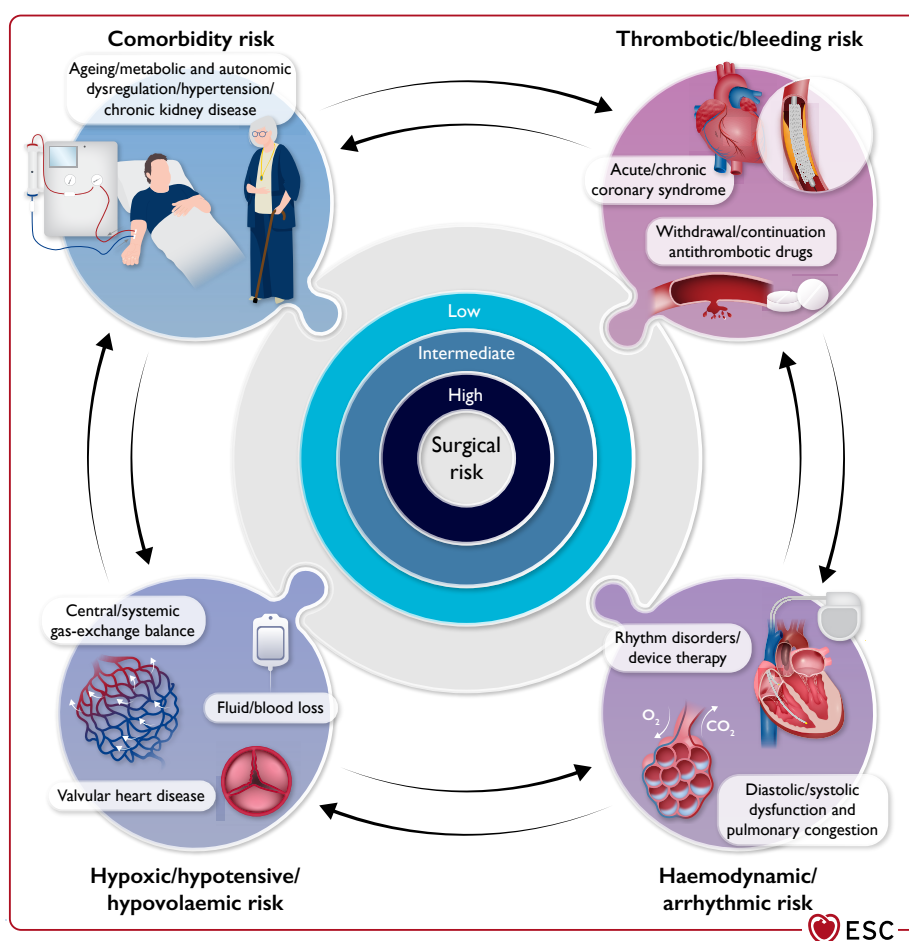 Comorbidity risk
Ageing/metabolic and autonomic
dysregulation/hypertension/
chronic kidney disease
Thrombotic/bleeding risk
Acute/chronic
coronary syndrome
Withdrawal/continuation
antithrombotic drugs
Low
Intermediate
High
Surgical
risk
Central/systemic
gas-exchange balance
Fluid/blood loss
Valvular heart disease
Hypoxic/hypotensive/
hypovolaemic risk
Rhythm disorders/
device therapy
O₂
CO₂
Diastolic/systolic
dysfunction and
pulmonary congestion
Haemodynamic/
arrhythmic risk
ESC